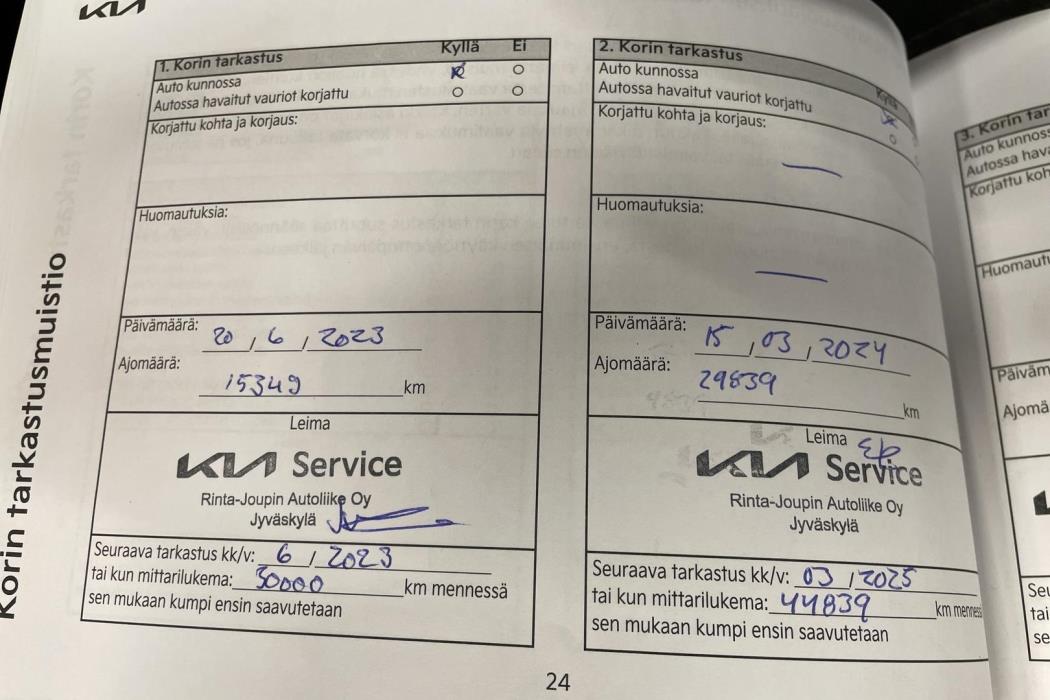 KIA
Korin tarkastusmuistio
1. Korin tarkastus Kyllä Ei
Auto kunnossa
Autossa havaitut vauriot korjattu
Korjattu kohta ja korjaus:
Huomautuksia:
Päivämäärä: 20 / 6 / 2023
Ajomäärä: 15349 km
Leima
KIA Service
Rinta-Joupin Autoliike Oy
Jyväskylä
Seuraava tarkastus kk/v: 6 / 2023
tai kun mittarilukema: 30000 km mennessä
sen mukaan kumpi ensin saavutetaan
2. Korin tarkastus Kyllä
Auto kunnossa
Autossa havaitut vauriot korjattu
Korjattu kohta ja korjaus:
Huomautuksia:
Päivämäärä: 15 / 03 / 2024
Ajomäärä: 29839 km
Leima
KIA Service
Rinta-Joupin Autoliike Oy
Jyväskylä
Seuraava tarkastus kk/v: 03 / 2025
tai kun mittarilukema: 44839 km menness
sen mukaan kumpi ensin saavutetaan
24
3. Korin tar
Auto kunnoss
Autossa hava
Korjattu koh
Huomautu
Päiväm
Ajomä
Seu
tai
se